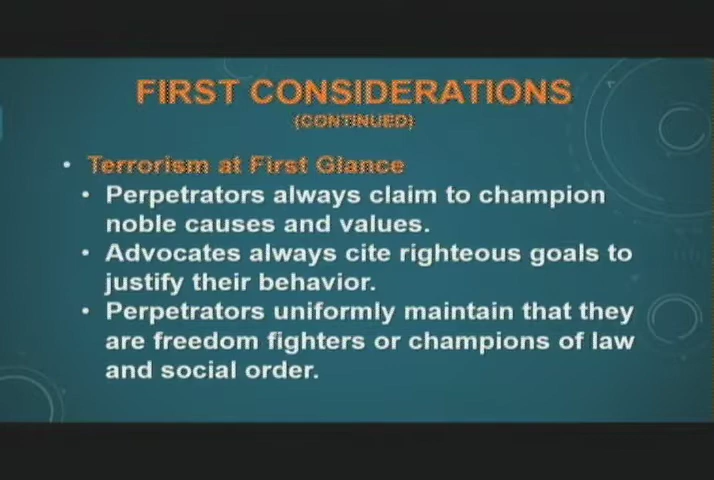 FIRST CONSIDERATIONS
(CONTINUED)
• Terrorism at First Glance
• Perpetrators always claim to champion
noble causes and values.
• Advocates always cite righteous goals to
justify their behavior.
• Perpetrators uniformly maintain that they
are freedom fighters or champions of law
and social order.